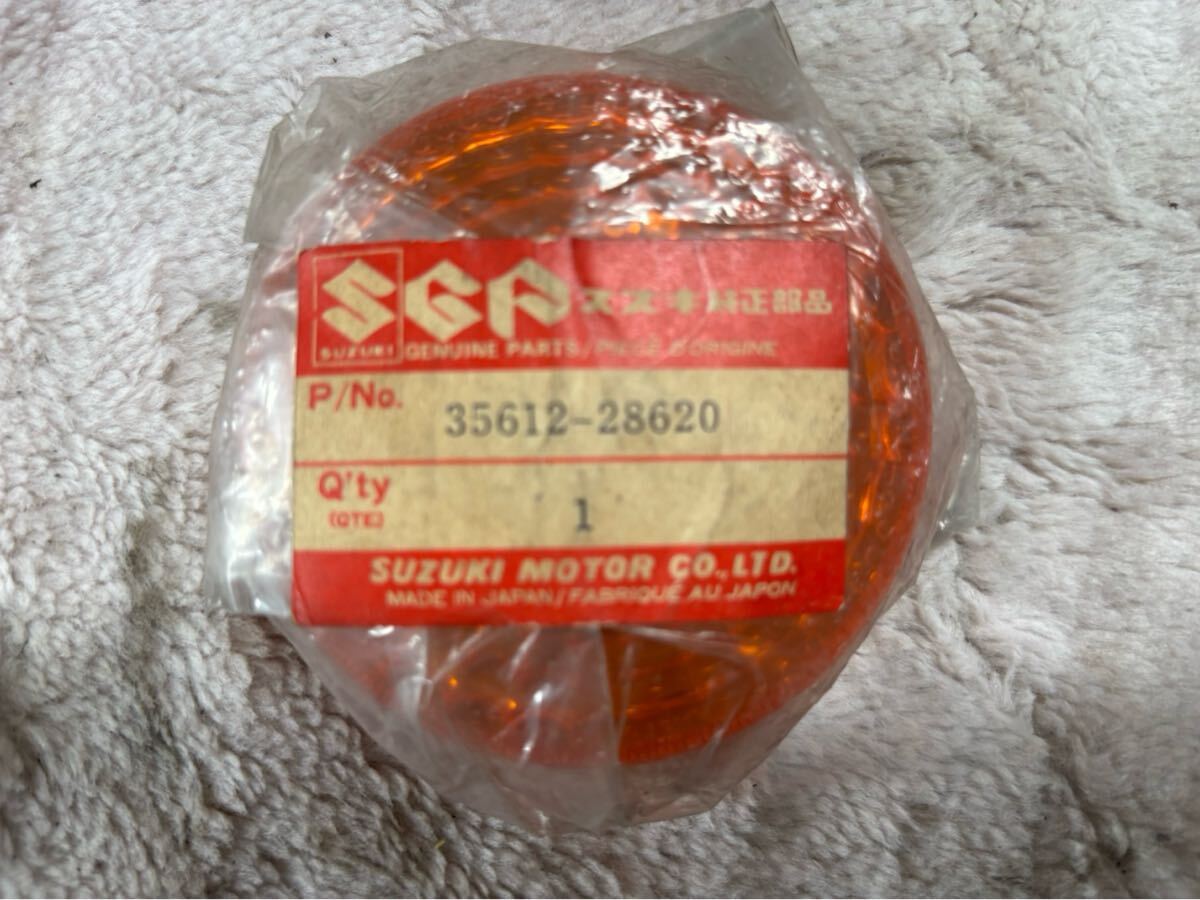 SGP スズキ純正部品
SUZUKI GENUINE PARTS/PIECE D'ORIGINE
P/No. 35612-28620
Q'ty 1
(QTE)
SUZUKI MOTOR CO., LTD.
MADE IN JAPAN/FABRIQUE AU JAPON